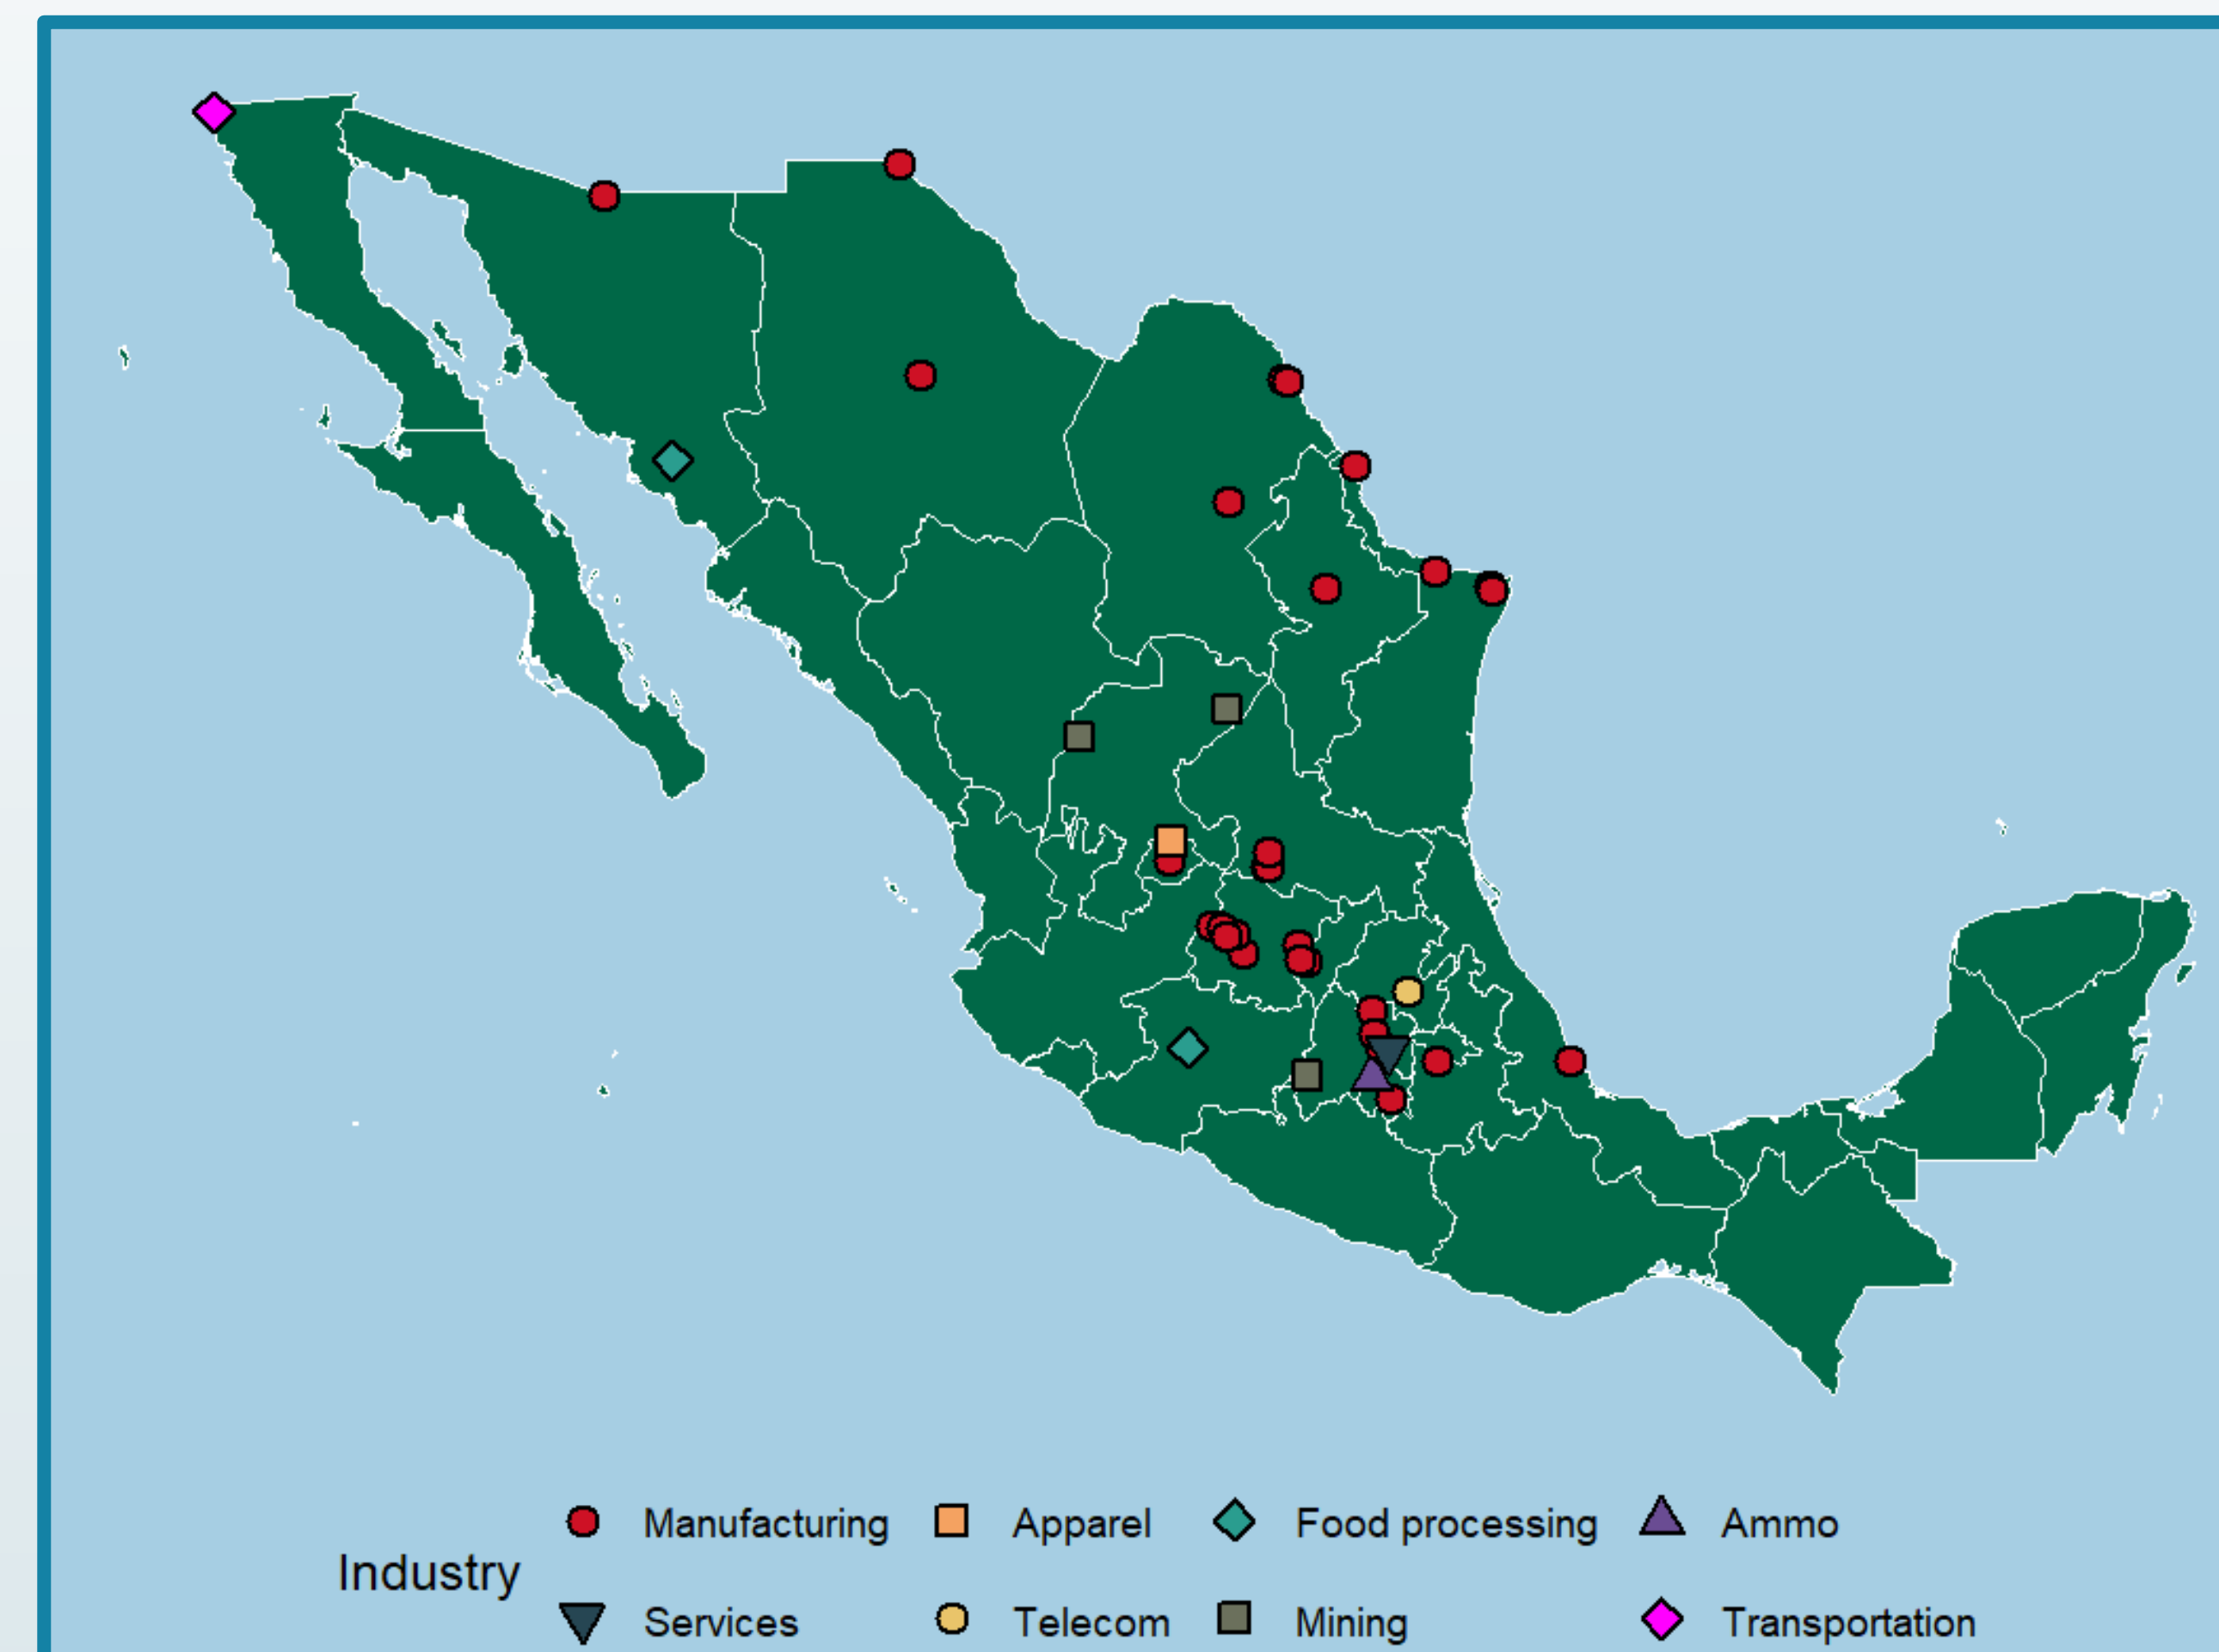 Manufacturing Apparel Food processing Ammo
Industry
Services Telecom Mining Transportation